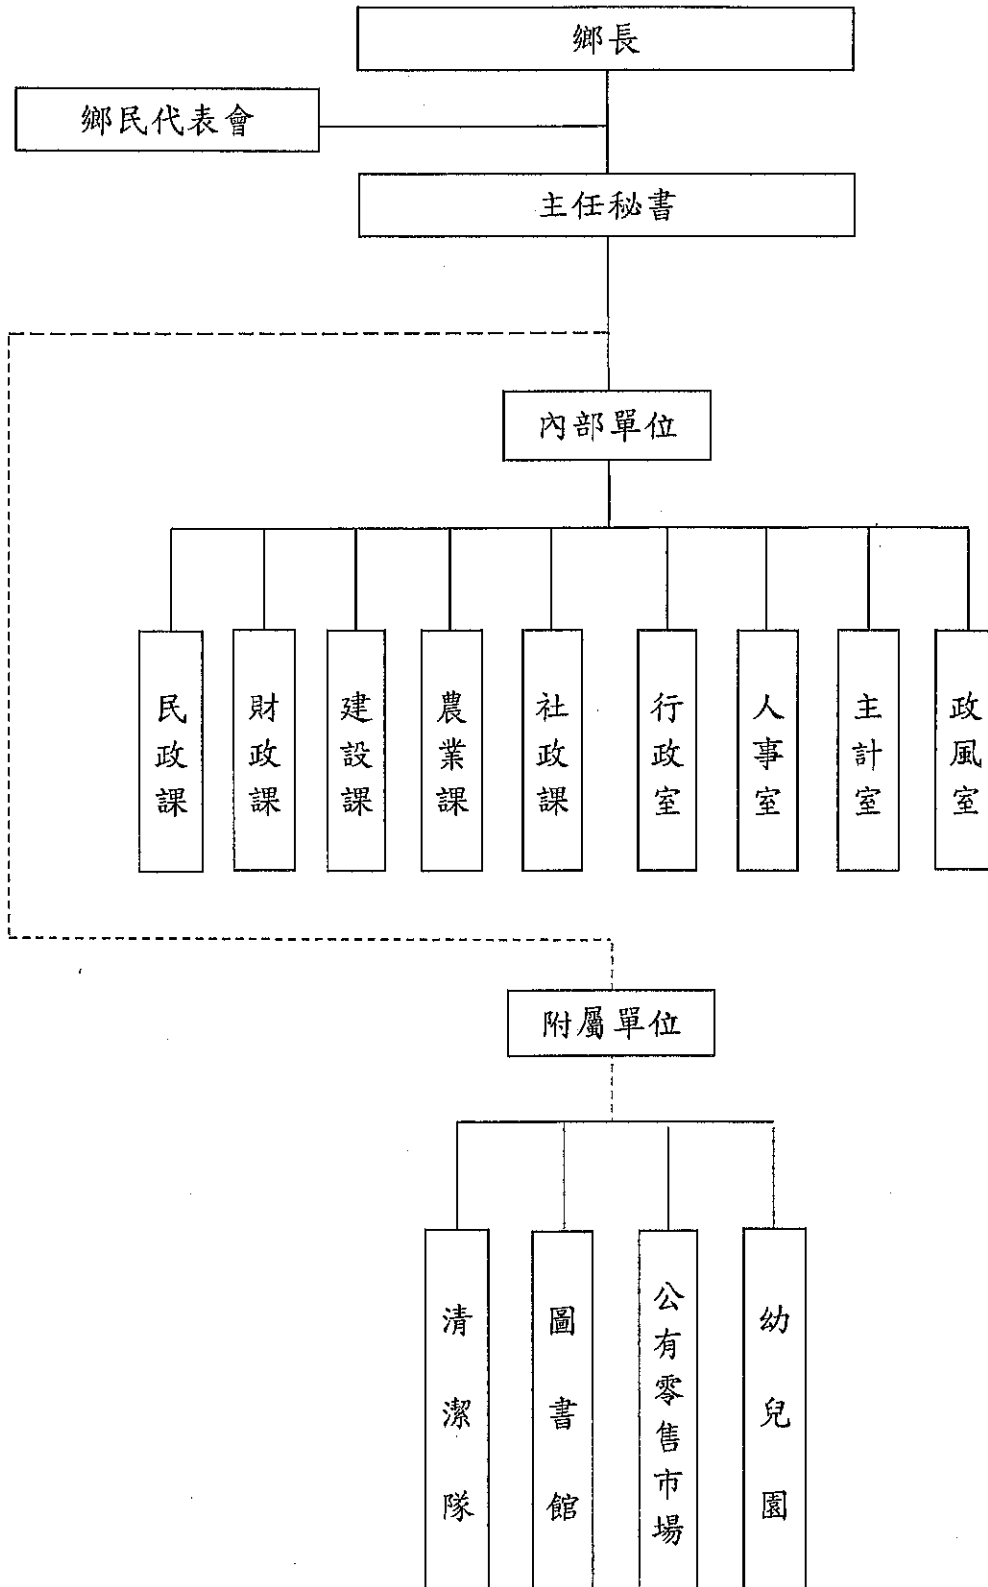 鄉長
鄉民代表會
主任秘書
內部單位
民政課
財政課
建設課
農業課
社政課
行政室
人事室
主計室
政風室
附屬單位
清潔隊
圖書館
公有零售市場
幼兒園